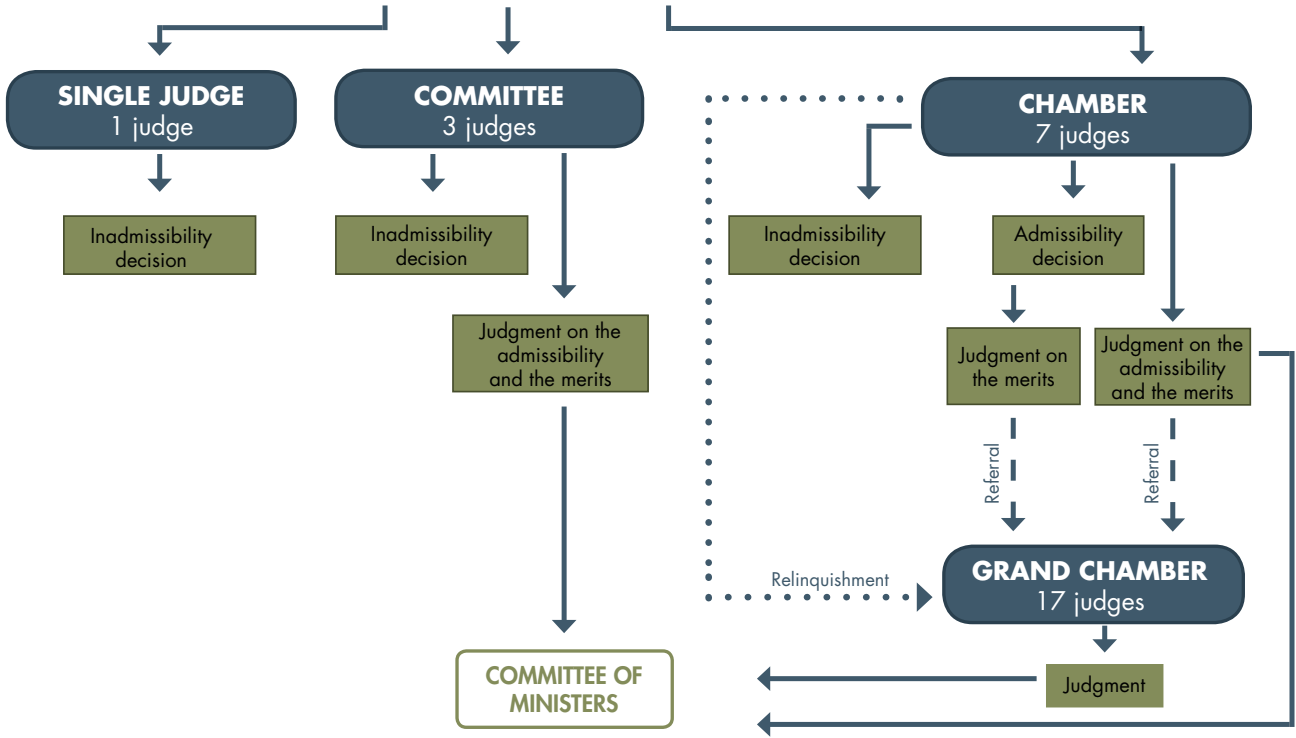 SINGLE JUDGE
1 judge
COMMITTEE
3 judges
CHAMBER
7 judges
Inadmissibility
decision
Inadmissibility
decision
Inadmissibility
decision
Admissibility
decision
Judgment on the
admissibility
and the merits
Judgment on
the merits
Judgment on the
admissibility
and the merits
Referral
Referral
Relinquishment
GRAND CHAMBER
17 judges
COMMITTEE OF
MINISTERS
Judgment